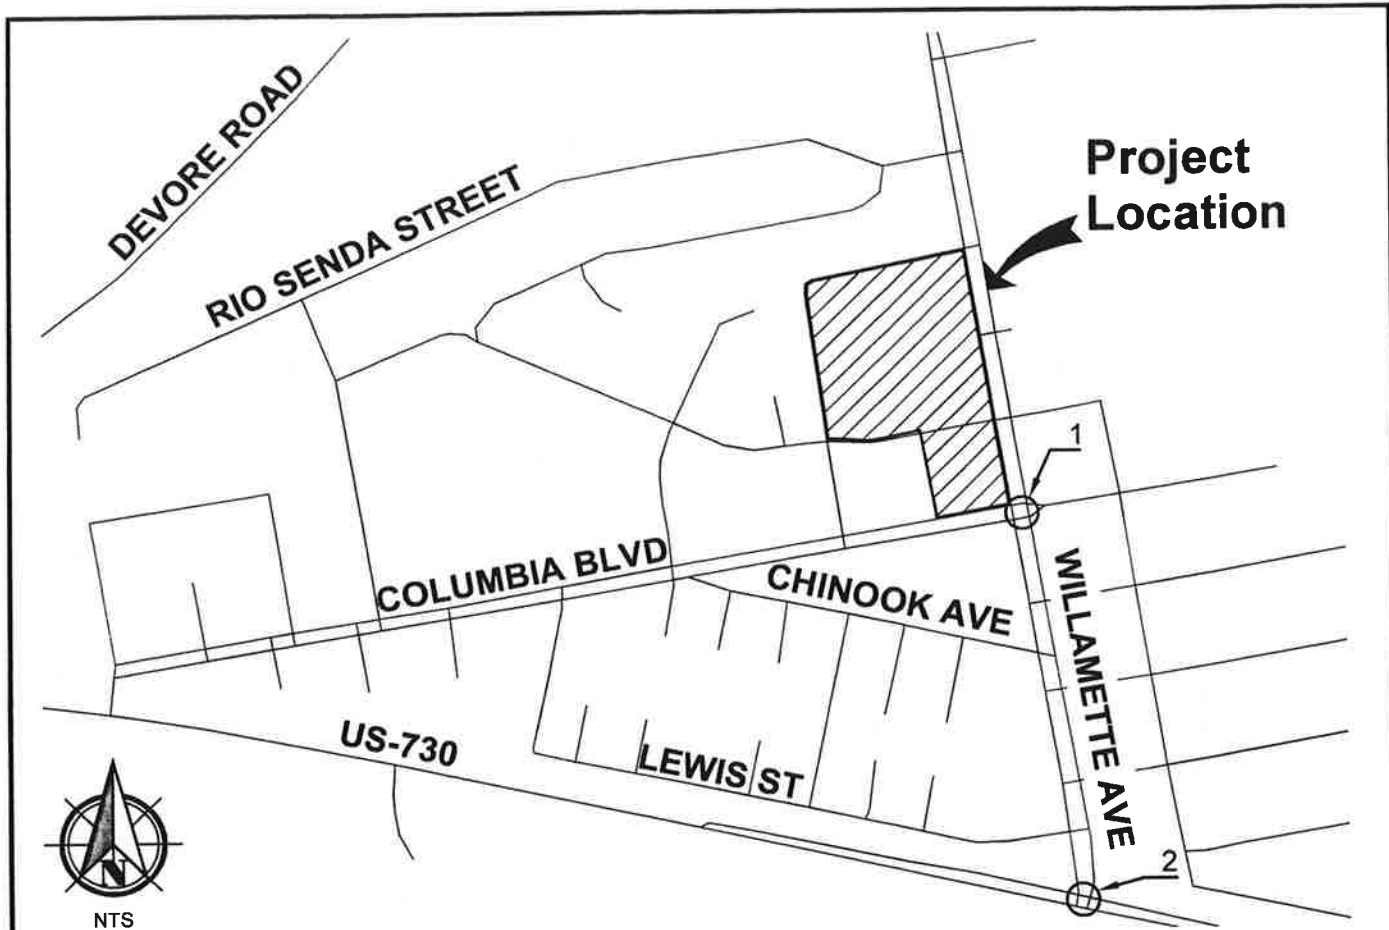 DEVORE ROAD
RIO SENDA STREET
Project
Location
1
COLUMBIA BLVD
CHINOOK AVE
WILLAMETTE AVE
US-730
LEWIS ST
2
N
NTS